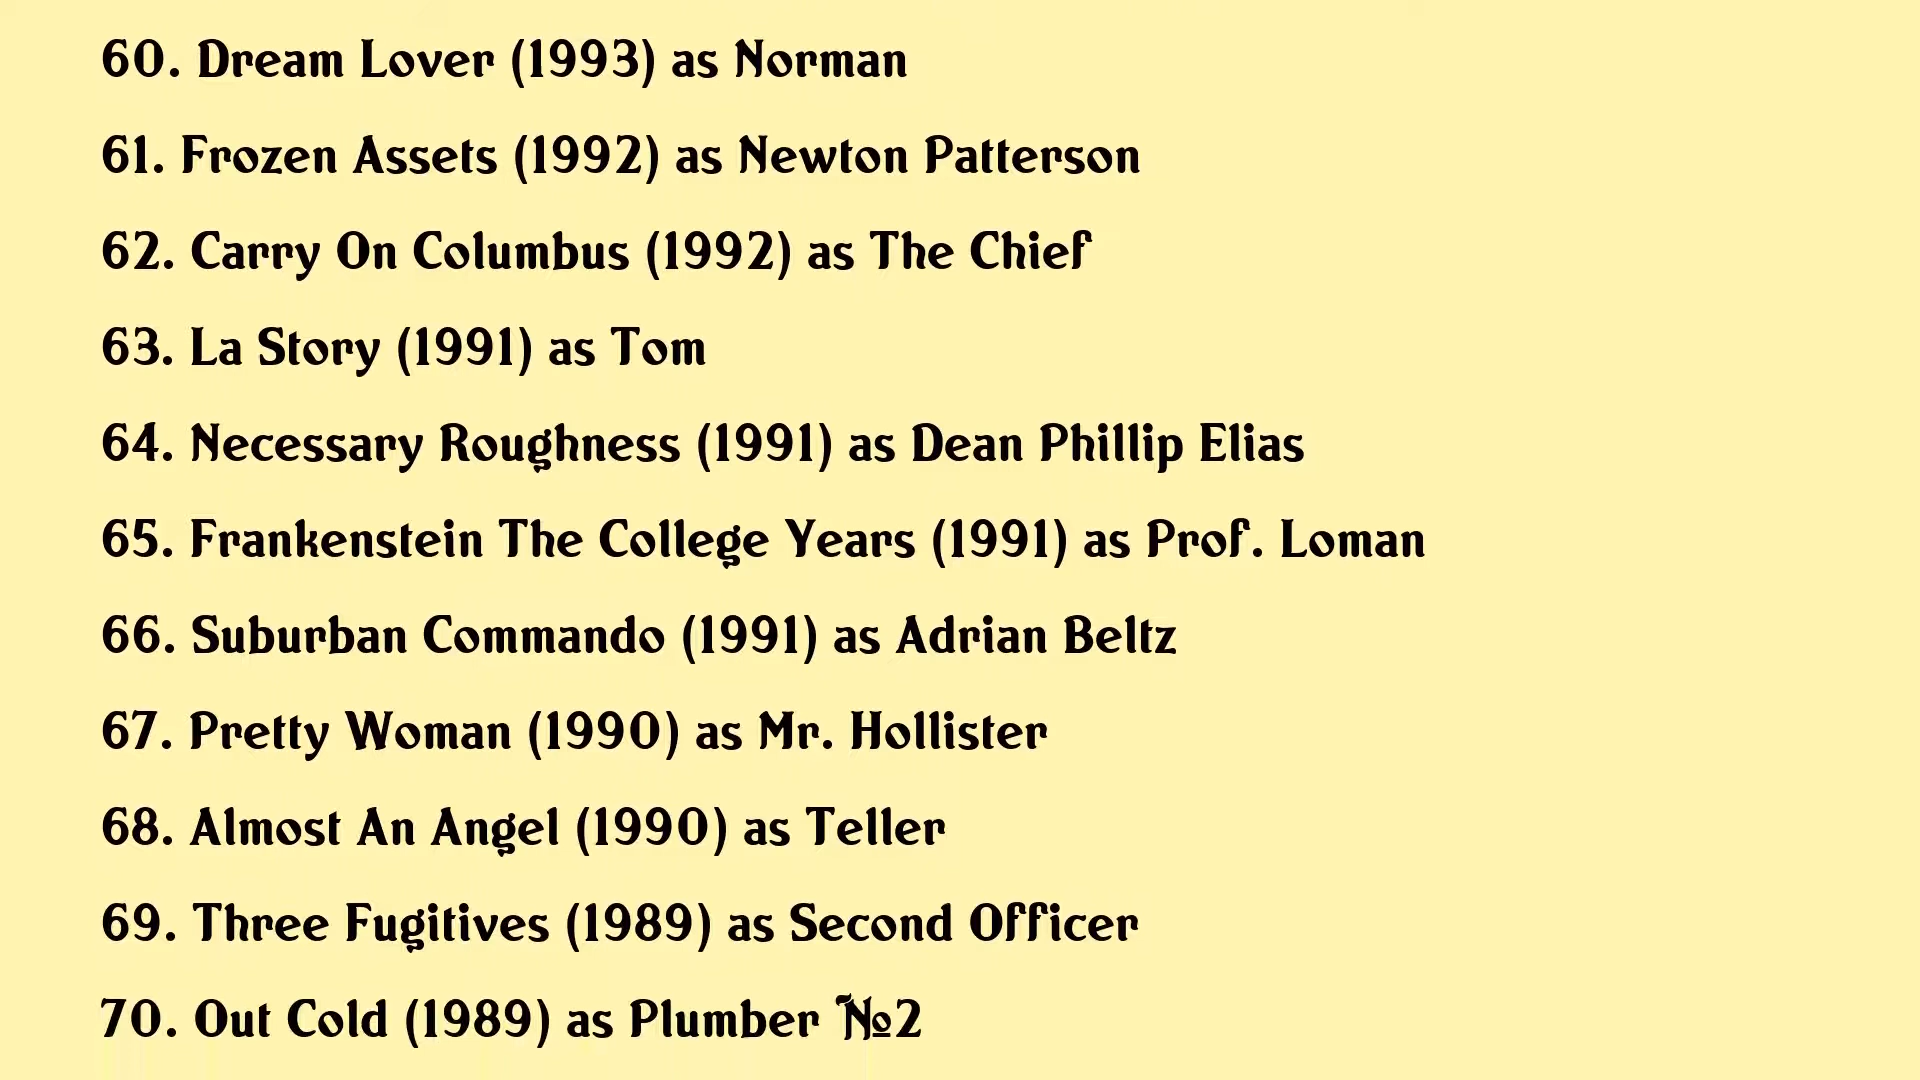 60. Dream Lover (1993) as Norman
61. Frozen Assets (1992) as Newton Patterson
62. Carry On Columbus (1992) as The Chief
63. La Story (1991) as Tom
64. Necessary Roughness (1991) as Dean Phillip Elias
65. Frankenstein The College Years (1991) as Prof. Loman
66. Suburban Commando (1991) as Adrian Beltz
67. Pretty Woman (1990) as Mr. Hollister
68. Almost An Angel (1990) as Teller
69. Three Fugitives (1989) as Second Officer
70. Out Cold (1989) as Plumber №2